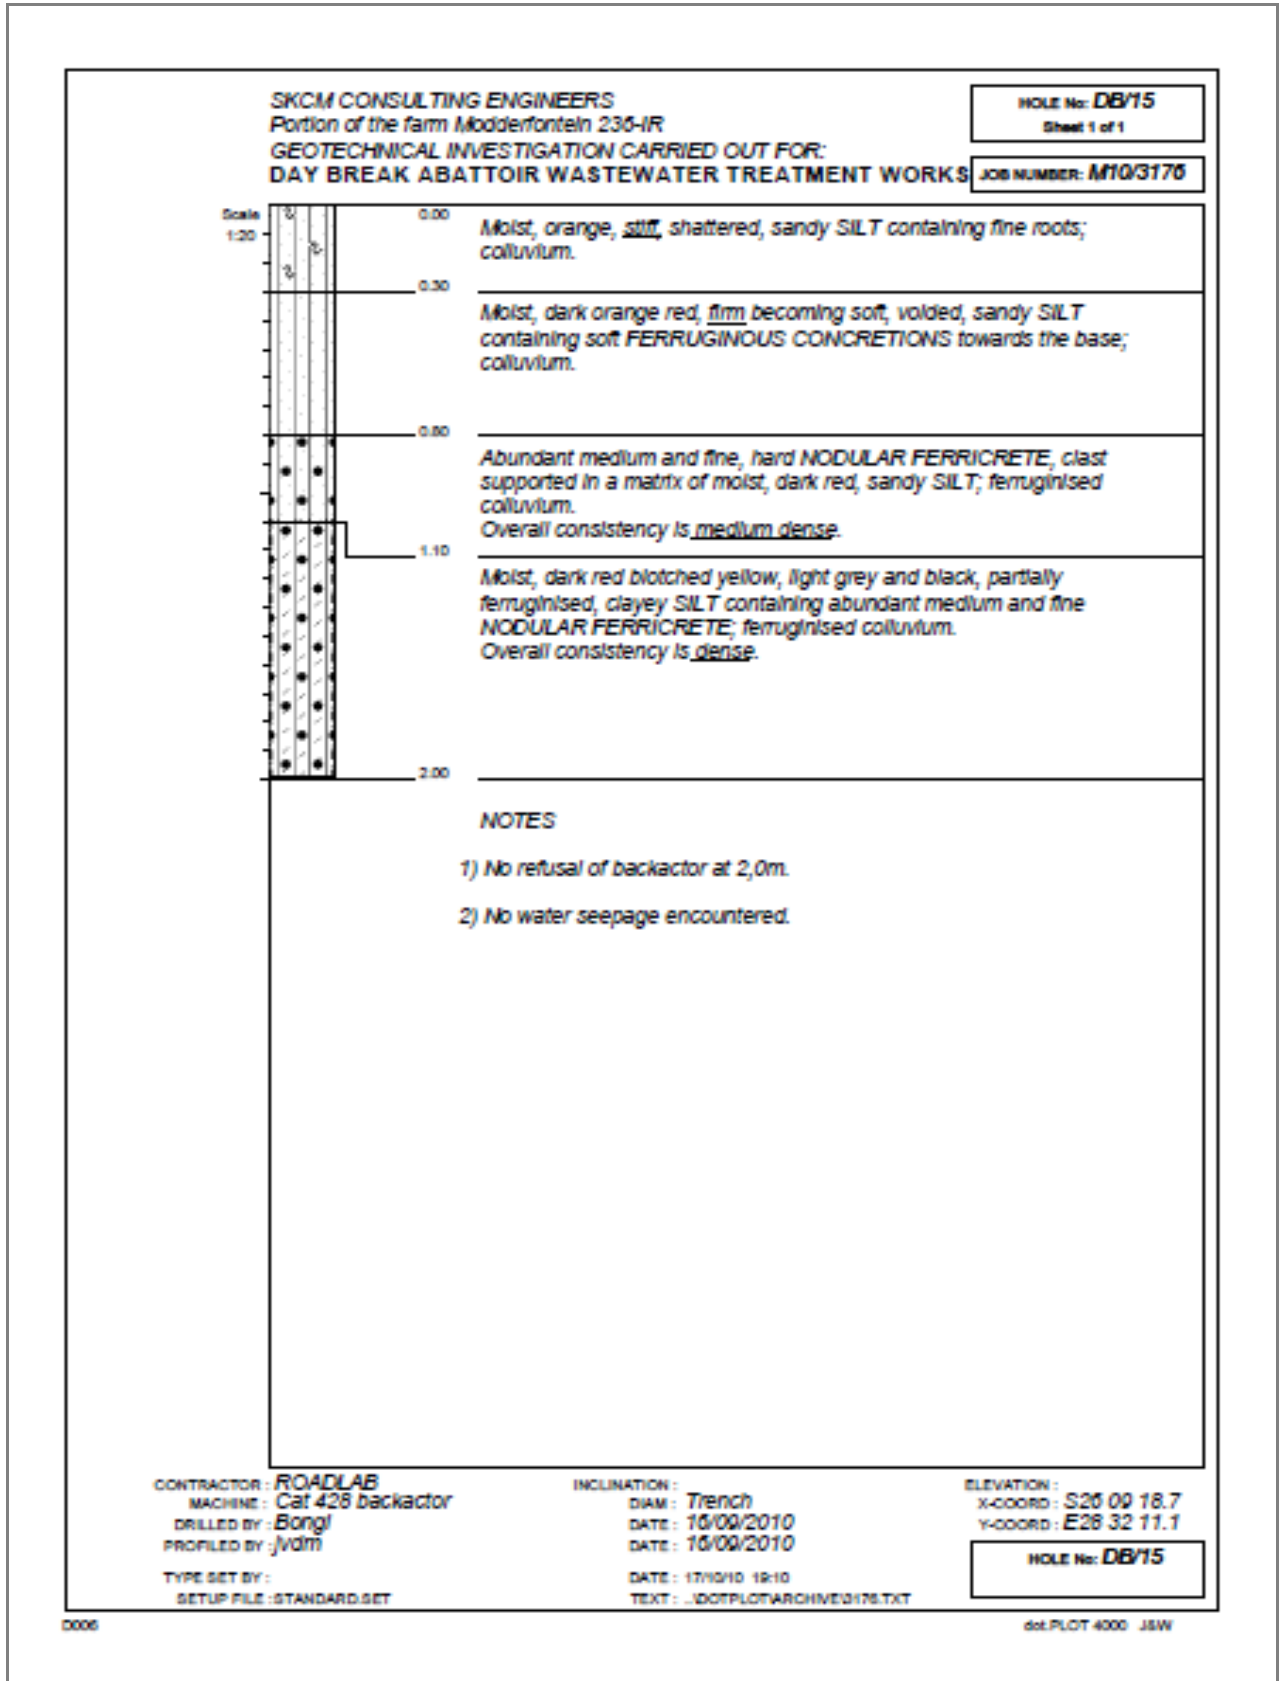 SKCM CONSULTING ENGINEERS
Portion of the farm Modderfontein 236-IR
GEOTECHNICAL INVESTIGATION CARRIED OUT FOR:
DAY BREAK ABATTOIR WASTEWATER TREATMENT WORKS
HOLE No: DB/15
Sheet 1 of 1
JOB NUMBER: M10/3176
Scale
1:20
0.00
Moist, orange, stiff, shattered, sandy SILT containing fine roots;
colluvium.
0.30
Moist, dark orange red, firm becoming soft, voided, sandy SILT
containing soft FERRUGINOUS CONCRETIONS towards the base;
colluvium.
0.80
Abundant medium and fine, hard NODULAR FERRICRETE, clast
supported in a matrix of moist, dark red, sandy SILT; ferruginised
colluvium.
Overall consistency is medium dense.
1.10
Moist, dark red blotched yellow, light grey and black, partially
ferruginised, clayey SILT containing abundant medium and fine
NODULAR FERRICRETE; ferruginised colluvium.
Overall consistency is dense.
2.00
NOTES
1) No refusal of backactor at 2,0m.
2) No water seepage encountered.
CONTRACTOR : ROADLAB
MACHINE : Cat 428 backactor
DRILLED BY : Bongi
PROFILED BY : jvdm
TYPE SET BY :
SETUP FILE : STANDARD.SET
INCLINATION :
DIAM : Trench
DATE : 16/09/2010
DATE : 16/09/2010
DATE : 17/10/10 19:10
TEXT : ..\DOTPLOT\ARCHIVE\3176.TXT
ELEVATION :
X-COORD : S26 09 18.7
Y-COORD : E28 32 11.1
HOLE No: DB/15
D006
dot.PLOT 4000 J&W